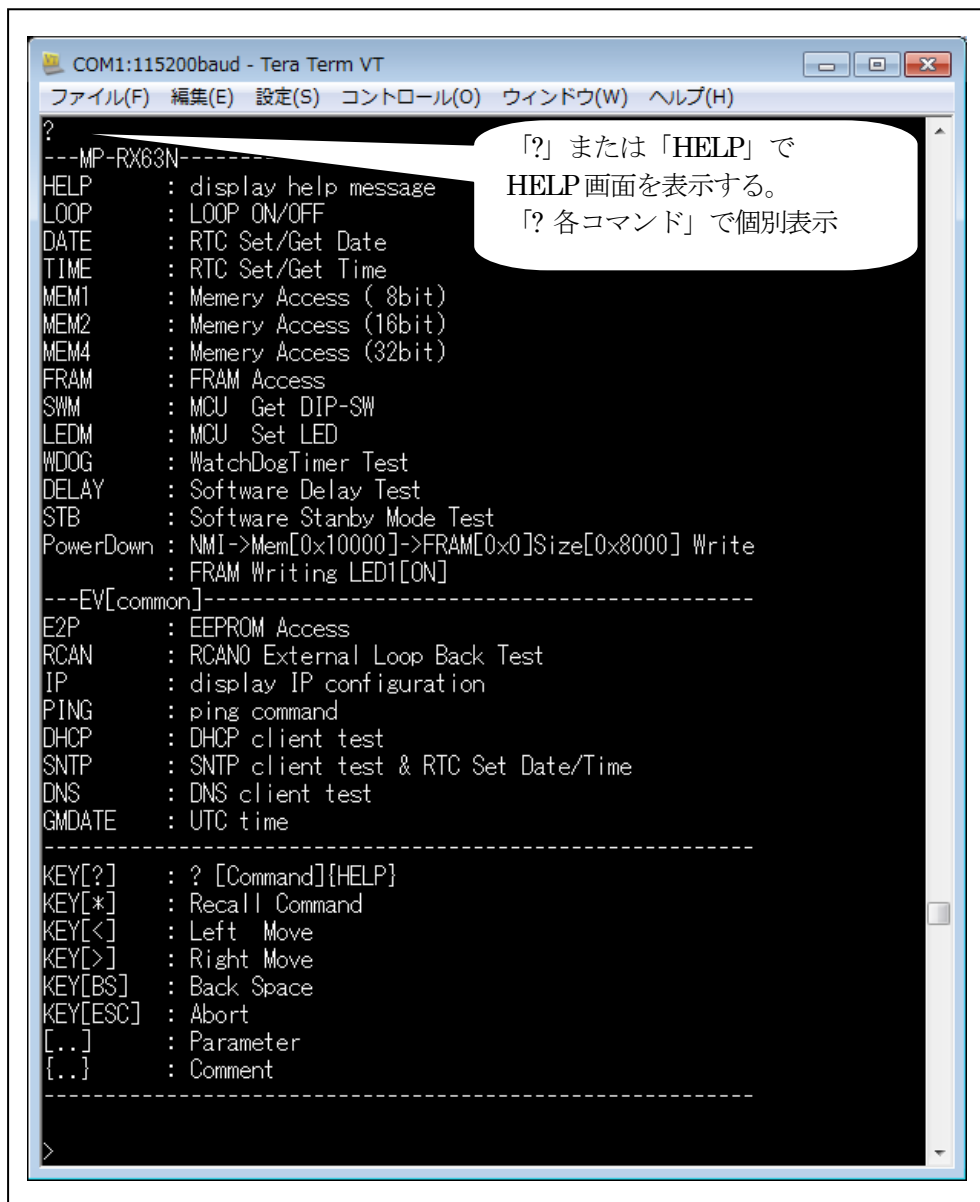 COM1:115200baud - Tera Term VT
ファイル(F) 編集(E) 設定(S) コントロール(O) ウィンドウ(W) ヘルプ(H)
?
「?」または「HELP」で
HELP画面を表示する。
「? 各コマンド」で個別表示
---MP-RX63N-----------
HELP : display help message
LOOP : LOOP ON/OFF
DATE : RTC Set/Get Date
TIME : RTC Set/Get Time
MEM1 : Memery Access ( 8bit)
MEM2 : Memery Access (16bit)
MEM4 : Memery Access (32bit)
FRAM : FRAM Access
SWM : MCU  Get DIP-SW
LEDM : MCU  Set LED
WDOG : WatchDogTimer Test
DELAY : Software Delay Test
STB : Software Stanby Mode Test
PowerDown : NMI->Mem[0x10000]->FRAM[0x0]Size[0x8000] Write
: FRAM Writing LED1[ON]
---EV[common]---------------------------------------------
E2P : EEPROM Access
RCAN : RCAN0 External Loop Back Test
IP : display IP configuration
PING : ping command
DHCP : DHCP client test
SNTP : SNTP client test & RTC Set Date/Time
DNS : DNS client test
GMDATE : UTC time
----------------------------------------------------------
KEY[?] : ? [Command]{HELP}
KEY[*] : Recall Command
KEY[<] : Left  Move
KEY[>] : Right Move
KEY[BS] : Back Space
KEY[ESC] : Abort
[..] : Parameter
{..} : Comment
----------------------------------------------------------
>